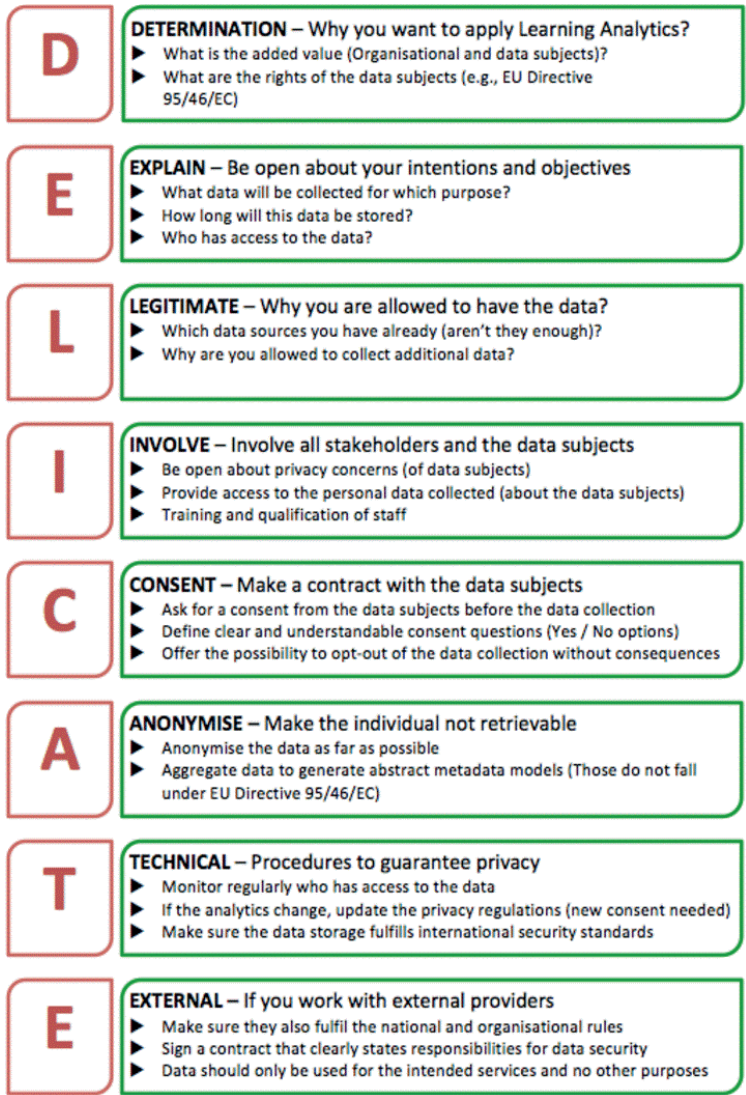 D
DETERMINATION – Why you want to apply Learning Analytics?
► What is the added value (Organisational and data subjects)?
► What are the rights of the data subjects (e.g., EU Directive
95/46/EC)
E
EXPLAIN – Be open about your intentions and objectives
► What data will be collected for which purpose?
► How long will this data be stored?
► Who has access to the data?
L
LEGITIMATE – Why you are allowed to have the data?
► Which data sources you have already (aren't they enough)?
► Why are you allowed to collect additional data?
I
INVOLVE – Involve all stakeholders and the data subjects
► Be open about privacy concerns (of data subjects)
► Provide access to the personal data collected (about the data subjects)
► Training and qualification of staff
C
CONSENT – Make a contract with the data subjects
► Ask for a consent from the data subjects before the data collection
► Define clear and understandable consent questions (Yes / No options)
► Offer the possibility to opt-out of the data collection without consequences
A
ANONYMISE – Make the individual not retrievable
► Anonymise the data as far as possible
► Aggregate data to generate abstract metadata models (Those do not fall
under EU Directive 95/46/EC)
T
TECHNICAL – Procedures to guarantee privacy
► Monitor regularly who has access to the data
► If the analytics change, update the privacy regulations (new consent needed)
► Make sure the data storage fulfills international security standards
E
EXTERNAL – If you work with external providers
► Make sure they also fulfil the national and organisational rules
► Sign a contract that clearly states responsibilities for data security
► Data should only be used for the intended services and no other purposes